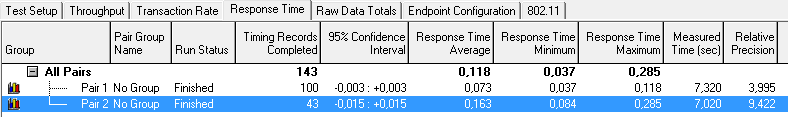 Test Setup Throughput Transaction Rate Response Time Raw Data Totals Endpoint Configuration 802.11
Group Pair Group Name Run Status Timing Records Completed 95% Confidence Interval Response Time Average Response Time Minimum Response Time Maximum Measured Time (sec) Relative Precision
All Pairs 143 0,118 0,037 0,285
Pair 1 No Group Finished 100 -0,003 : +0,003 0,073 0,037 0,118 7,320 3,995
Pair 2 No Group Finished 43 -0,015 : +0,015 0,163 0,084 0,285 7,020 9,422